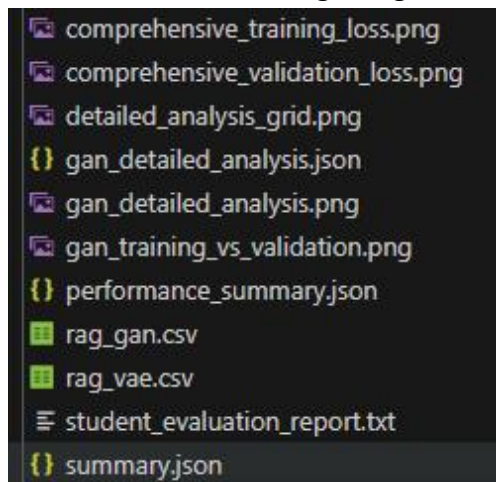 comprehensive_training_loss.png
comprehensive_validation_loss.png
detailed_analysis_grid.png
{} gan_detailed_analysis.json
gan_detailed_analysis.png
gan_training_vs_validation.png
{} performance_summary.json
rag_gan.csv
rag_vae.csv
student_evaluation_report.txt
{} summary.json